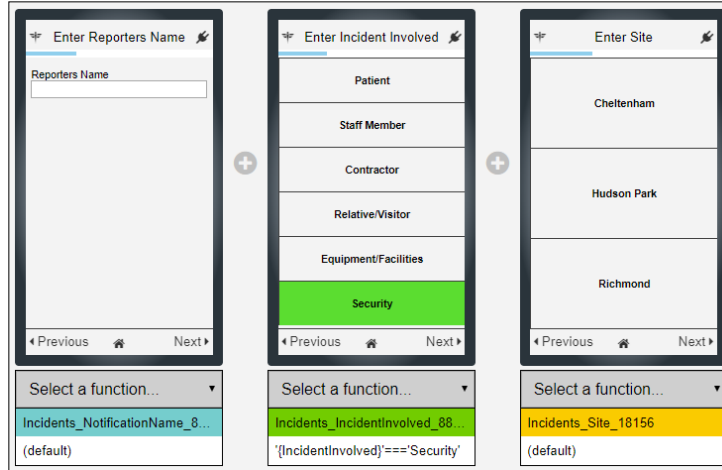 Enter Reporters Name
Reporters Name
Previous
Next
Select a function...
Incidents_NotificationName_8...
(default)
Enter Incident Involved
Patient
Staff Member
Contractor
Relative/Visitor
Equipment/Facilities
Security
Previous
Next
Select a function...
Incidents_IncidentInvolved_88...
'{IncidentInvolved}'==='Security'
Enter Site
Cheltenham
Hudson Park
Richmond
Previous
Next
Select a function...
Incidents_Site_18156
(default)